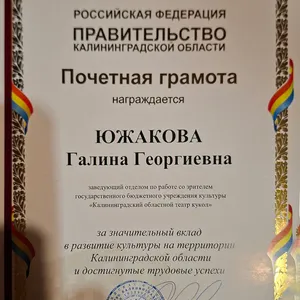 РОССИЙСКАЯ ФЕДЕРАЦИЯ
ПРАВИТЕЛЬСТВО
КАЛИНИНГРАДСКОЙ ОБЛАСТИ
Почетная грамота
награждается
ЮЖАКОВА
Галина Георгиевна
заведующий отделом по работе со зрителем
государственного бюджетного учреждения культуры
«Калининградский областной театр кукол»
за значительный вклад
в развитие культуры на территории
Калининградской области
и достигнутые трудовые успехи